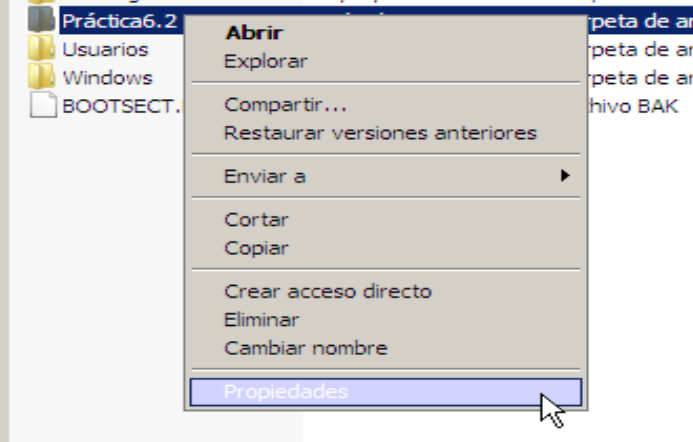 Práctica6.2
Usuarios
Windows
BOOTSECT.
Abrir
Explorar
Compartir...
Restaurar versiones anteriores
Enviar a
Cortar
Copiar
Crear acceso directo
Eliminar
Cambiar nombre
Propiedades
rpeta de ar
rpeta de ar
rpeta de ar
hivo BAK